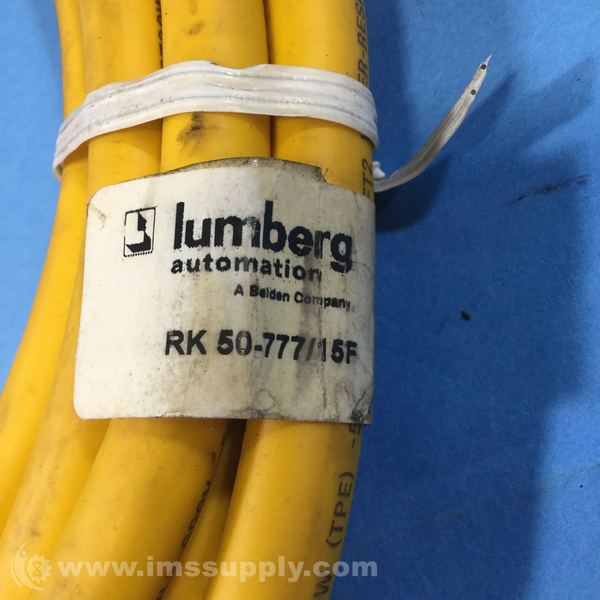 lumberg
automation
A Belden Company
RK 50-777/15F
(TPE)
www.imssupply.com